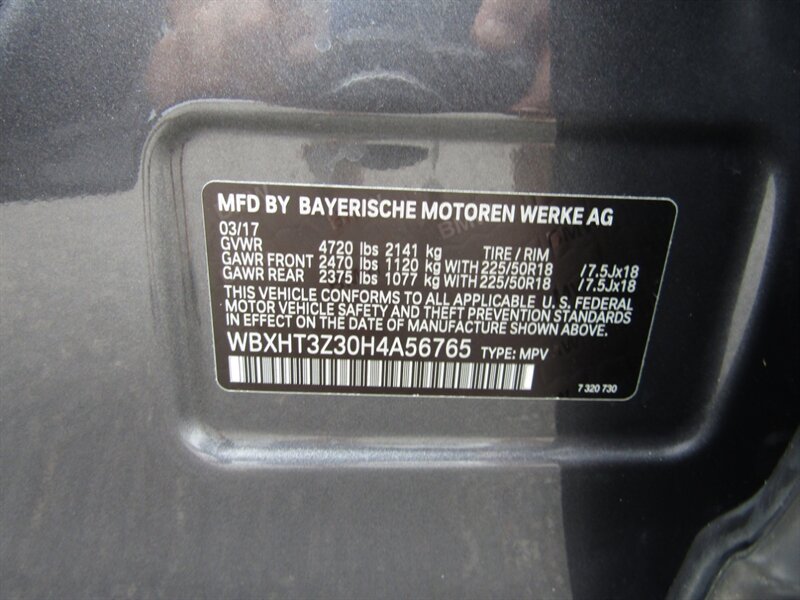 MFD BY BAYERISCHE MOTOREN WERKE AG
03/17
GVWR 4720 lbs 2141 kg TIRE / RIM
GAWR FRONT 2470 lbs 1120 kg WITH 225/50R18 /7.5Jx18
GAWR REAR 2375 lbs 1077 kg WITH 225/50R18 /7.5Jx18
THIS VEHICLE CONFORMS TO ALL APPLICABLE U. S. FEDERAL
MOTOR VEHICLE SAFETY AND THEFT PREVENTION STANDARDS
IN EFFECT ON THE DATE OF MANUFACTURE SHOWN ABOVE.
WBXHT3Z30H4A56765 TYPE: MPV
7 320 730